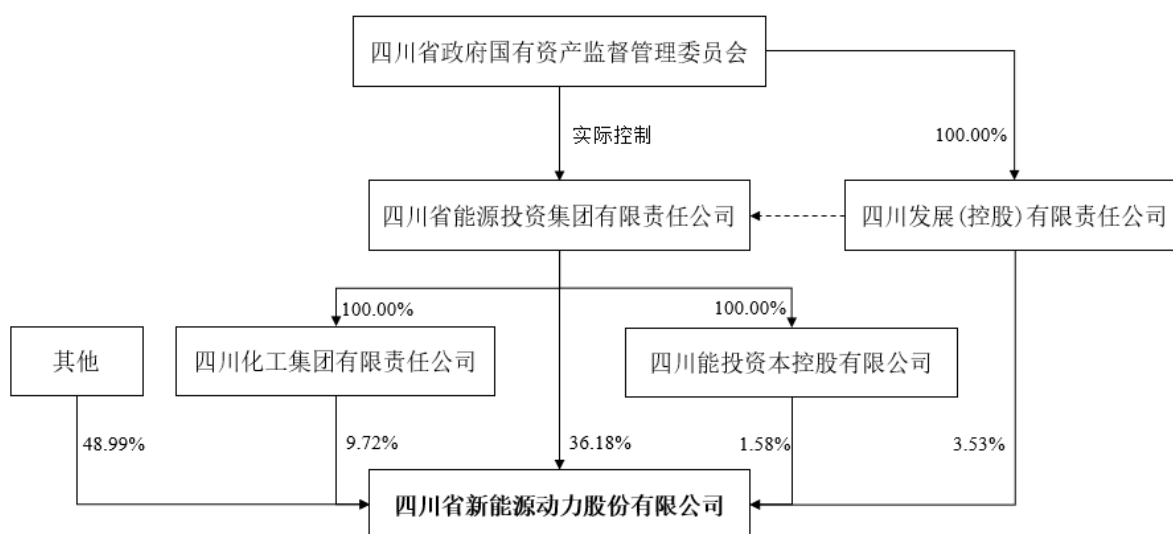 四川省政府国有资产监督管理委员会
实际控制
100.00%
四川省能源投资集团有限责任公司
四川发展(控股)有限责任公司
100.00%
100.00%
其他
四川化工集团有限责任公司
四川能投资本控股有限公司
48.99%
9.72%
36.18%
1.58%
3.53%
四川省新能源动力股份有限公司